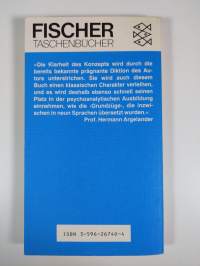 FISCHER
TASCHENBÜCHER
»Die Klarheit des Konzepts wird durch die
bereits bekannte prägnante Diktion des Au-
tors unterstrichen. Sie wird auch diesem
Buch einen klassischen Charakter verleihen,
und es wird deshalb ebenso schnell seinen
Platz in der psychoanalytischen Ausbildung
einnehmen, wie die ›Grundzüge‹, die inzwi-
schen in neun Sprachen übersetzt wurden.«
Prof. Hermann Argelander
ISBN 3-596-26740-4